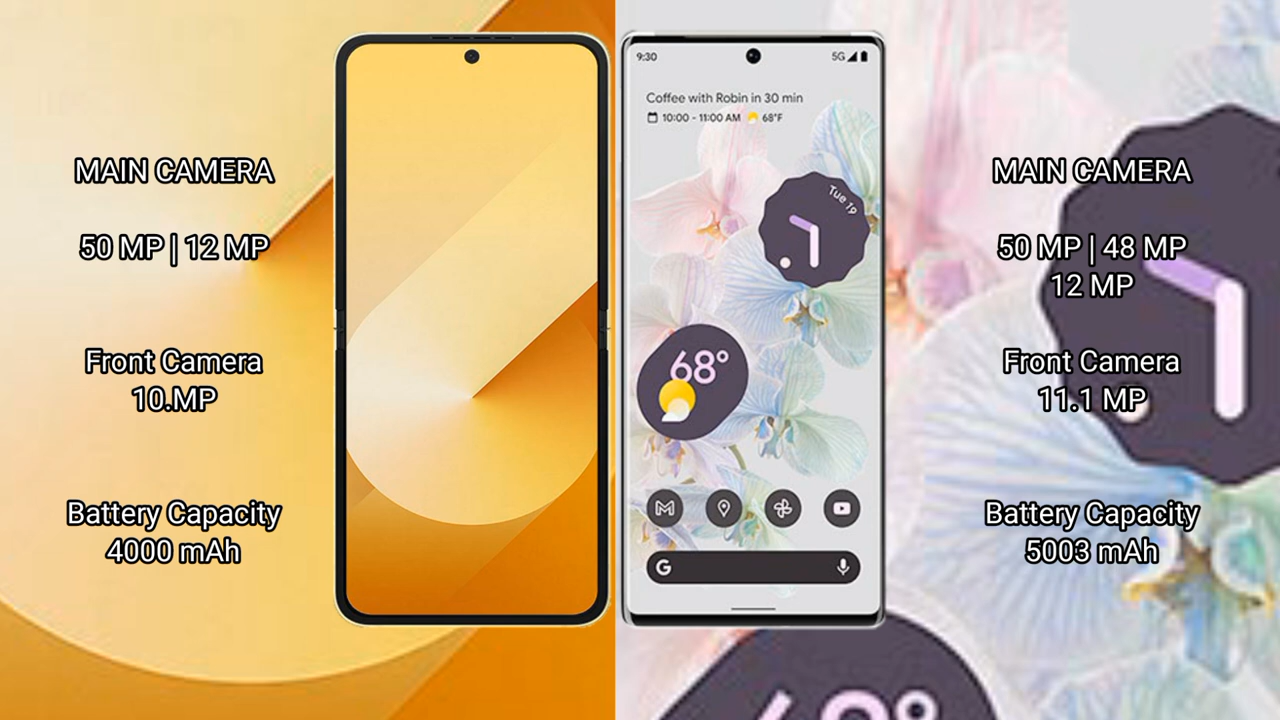 MAIN CAMERA
50 MP | 12 MP
Front Camera
10.MP
Battery Capacity
4000 mAh
9:30
5G
Coffee with Robin in 30 min
10:00 - 11:00 AM 68°F
Tue 19
68°
G
MAIN CAMERA
50 MP | 48 MP
12 MP
Front Camera
11.1 MP
Battery Capacity
5003 mAh
68°